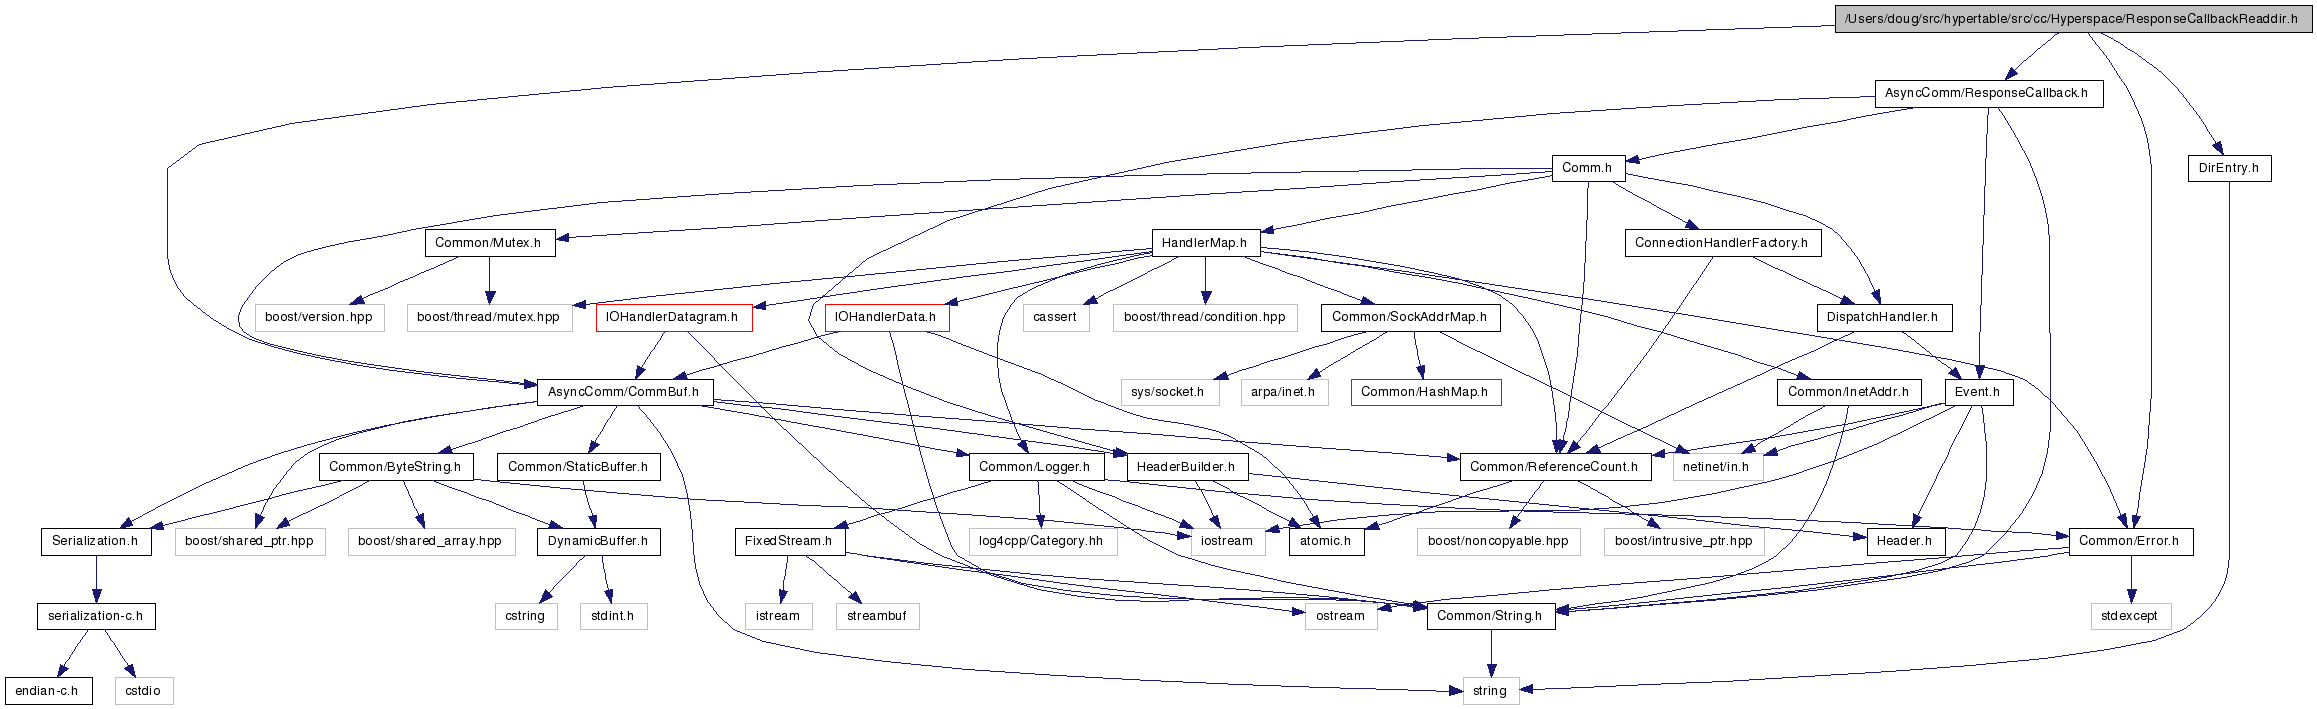 /Users/doug/src/hypertable/src/cc/Hyperspace/ResponseCallbackReaddir.h
AsyncComm/ResponseCallback.h
Comm.h
DirEntry.h
Common/Mutex.h
HandlerMap.h
ConnectionHandlerFactory.h
boost/version.hpp
boost/thread/mutex.hpp
IOHandlerDatagram.h
IOHandlerData.h
cassert
boost/thread/condition.hpp
Common/SockAddrMap.h
DispatchHandler.h
AsyncComm/CommBuf.h
sys/socket.h
arpa/inet.h
Common/HashMap.h
Common/InetAddr.h
Event.h
Common/ByteString.h
Common/StaticBuffer.h
Common/Logger.h
HeaderBuilder.h
Common/ReferenceCount.h
netinet/in.h
Serialization.h
boost/shared_ptr.hpp
boost/shared_array.hpp
DynamicBuffer.h
FixedStream.h
log4cpp/Category.hh
iostream
atomic.h
boost/noncopyable.hpp
boost/intrusive_ptr.hpp
Header.h
Common/Error.h
serialization-c.h
cstring
stdint.h
istream
streambuf
ostream
Common/String.h
stdexcept
endian-c.h
cstdio
string